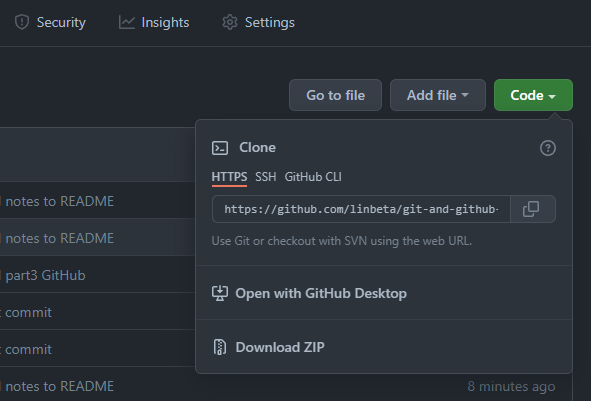 Security Insights Settings
Go to file Add file Code
Clone
HTTPS SSH GitHub CLI
https://github.com/linbeta/git-and-github-
Use Git or checkout with SVN using the web URL.
Open with GitHub Desktop
Download ZIP
notes to README
notes to README
part3 GitHub
commit
commit
notes to README
8 minutes ago